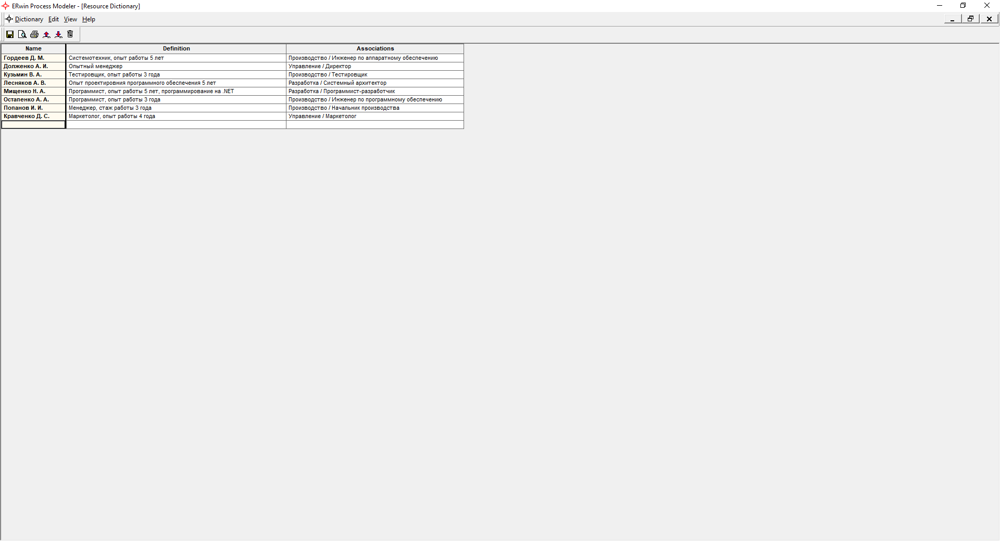 ERwin Process Modeler - [Resource Dictionary]
Dictionary Edit View Help
Name Definition Associations
Гордеев Д. М. Системотехник, опыт работы 5 лет Производство / Инженер по аппаратному обеспечению
Долженко А. И. Опытный менеджер Управление / Директор
Кузьмин В. А. Тестировщик, опыт работы 3 года Производство / Тестировщик
Лесняков А. В. Опыт проектировния программного обеспечения 5 лет Разработка / Системный архитектор
Мищенко Н. А. Программист, опыт работы 5 лет, программирование на .NET Разработка / Программист-разработчик
Остапенко А. А. Программист, опыт работы 3 года Производство / Инженер по программному обеспечению
Попанов И. И. Менеджер, стаж работы 3 года Производство / Начальник производства
Кравченко Д. С. Маркетолог, опыт работы 4 года Управление / Маркетолог